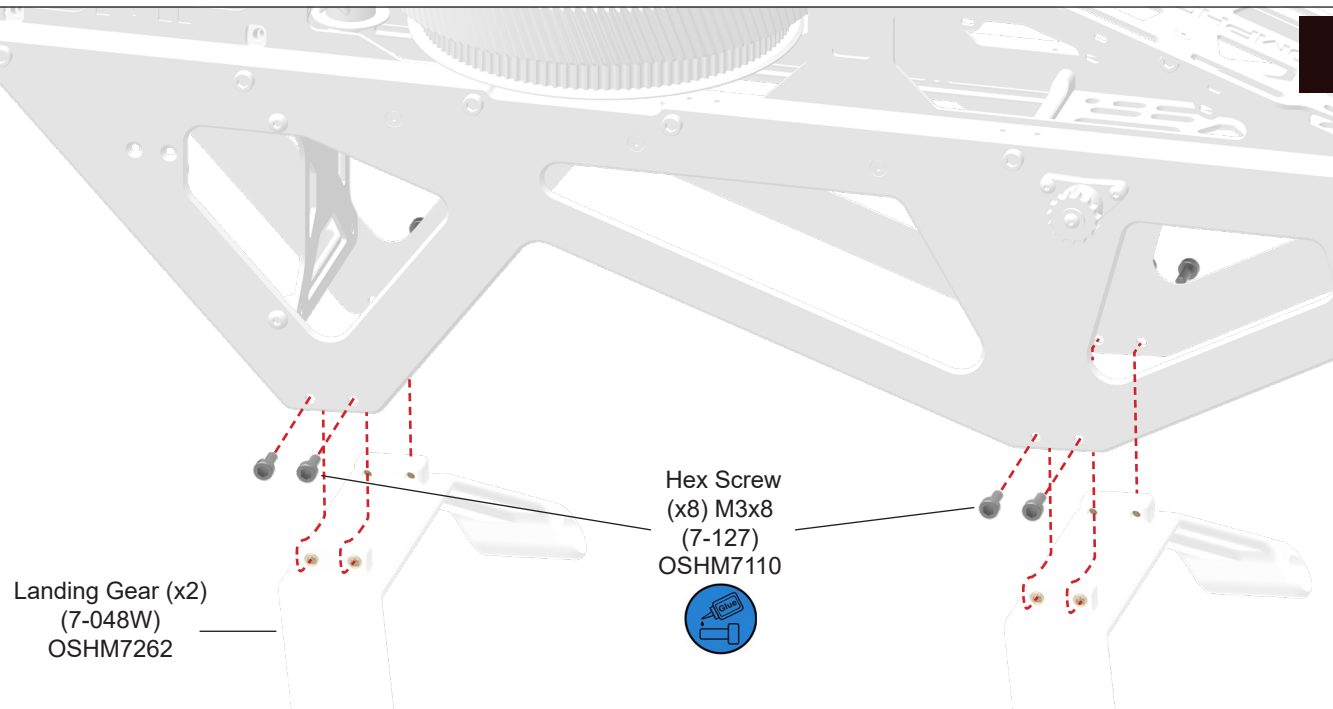 Hex Screw
(x8) M3x8
(7-127)
OSHM7110
Glue
Landing Gear (x2)
(7-048W)
OSHM7262